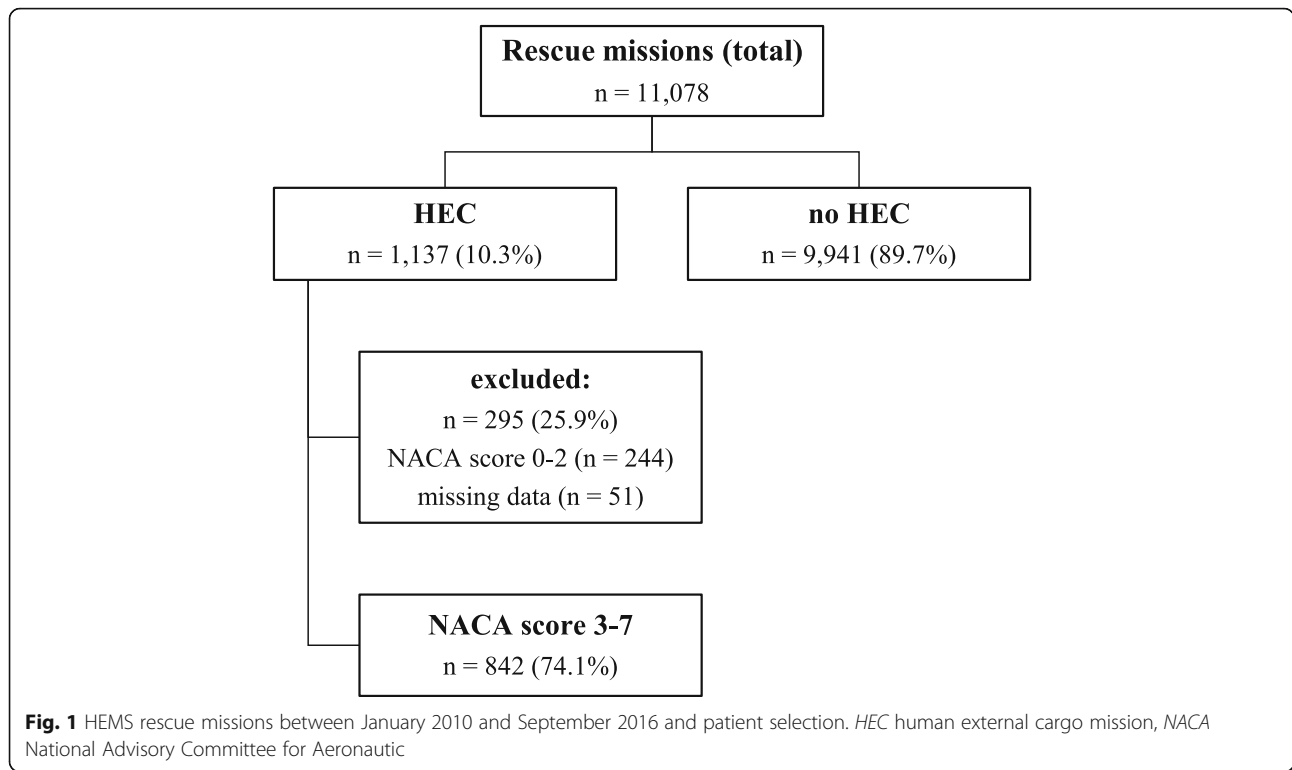 Rescue missions (total)
n = 11,078
HEC
n = 1,137 (10.3%)
no HEC
n = 9,941 (89.7%)
excluded:
n = 295 (25.9%)
NACA score 0-2 (n = 244)
missing data (n = 51)
NACA score 3-7
n = 842 (74.1%)
Fig. 1 HEMS rescue missions between January 2010 and September 2016 and patient selection. HEC human external cargo mission, NACA
National Advisory Committee for Aeronautic